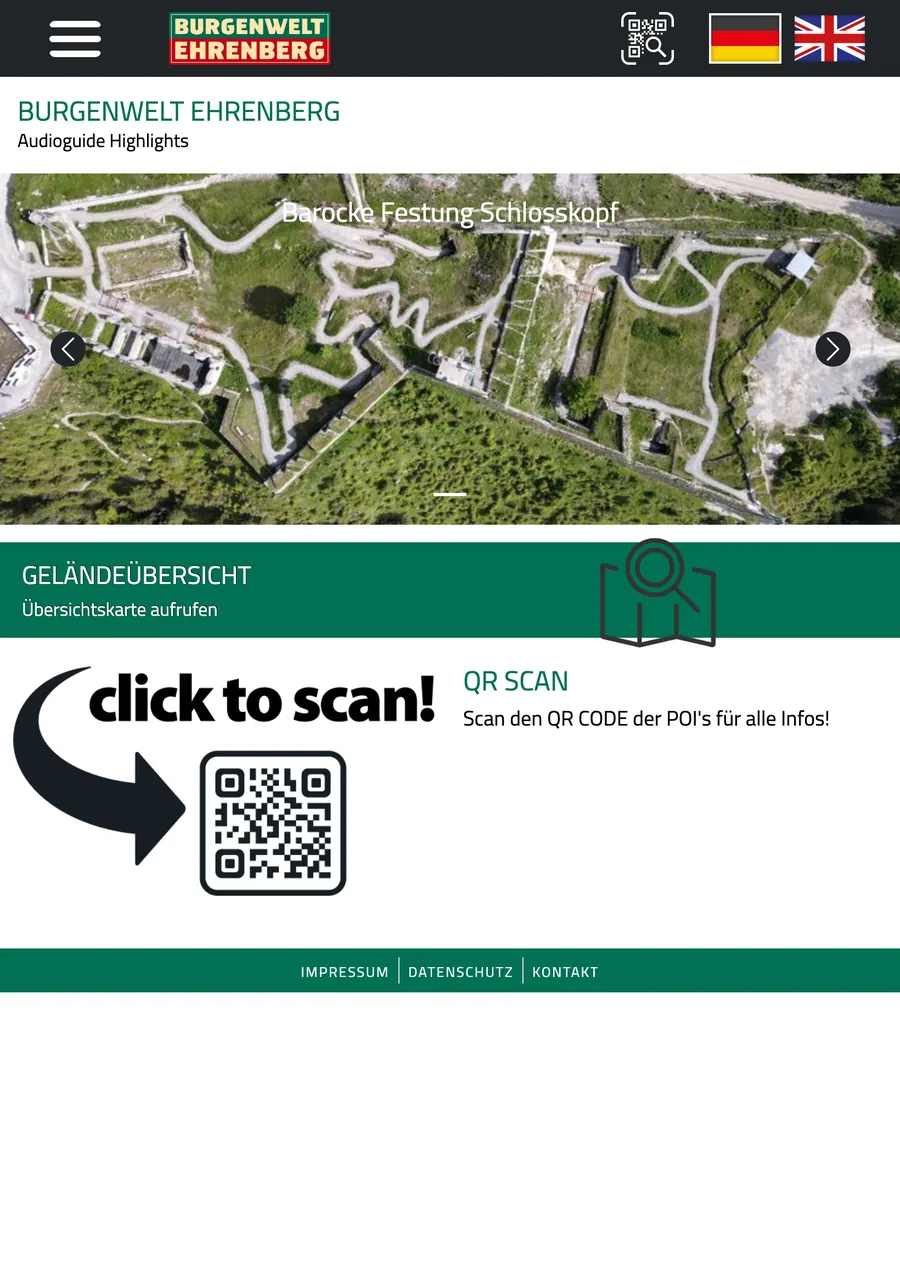 BURGENWELT
EHRENBERG
BURGENWELT EHRENBERG
Audioguide Highlights
Barocke Festung Schlosskopf
GELÄNDEÜBERSICHT
Übersichtskarte aufrufen
click to scan!
QR SCAN
Scan den QR CODE der POI's für alle Infos!
IMPRESSUM
DATENSCHUTZ
KONTAKT